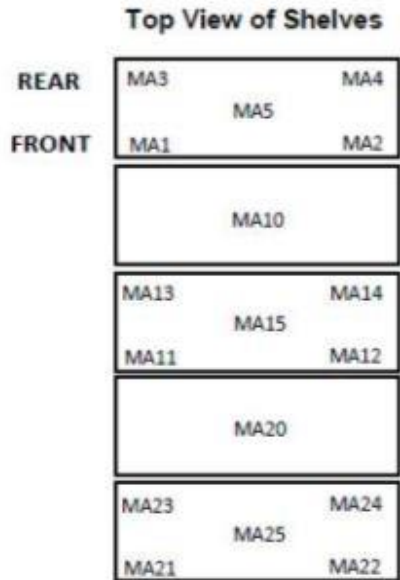 Top View of Shelves
REAR MA3 MA4
MA5
FRONT MA1 MA2
MA10
MA13 MA14
MA15
MA11 MA12
MA20
MA23 MA24
MA25
MA21 MA22